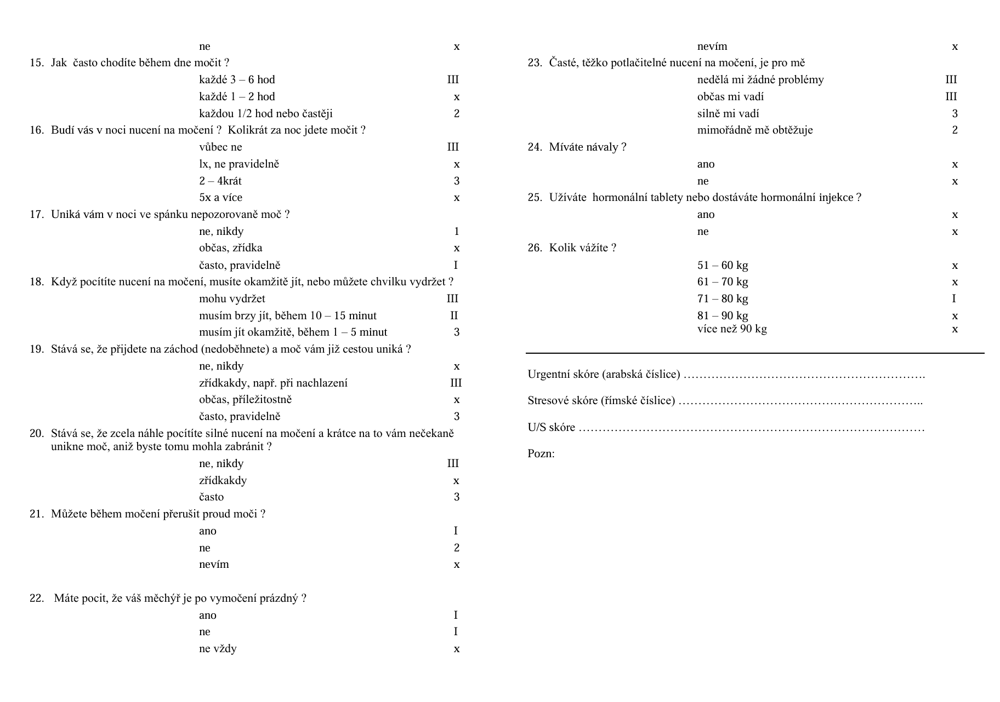 ne x
15. Jak často chodíte během dne močit ?
každé 3 – 6 hod III
každé 1 – 2 hod x
každou 1/2 hod nebo častěji 2
16. Budí vás v noci nucení na močení ? Kolikrát za noc jdete močit ?
vůbec ne III
lx, ne pravidelně x
2 – 4krát 3
5x a více x
17. Uniká vám v noci ve spánku nepozorovaně moč ?
ne, nikdy 1
občas, zřídka x
často, pravidelně I
18. Když pocítíte nucení na močení, musíte okamžitě jít, nebo můžete chvilku vydržet ?
mohu vydržet III
musím brzy jít, během 10 – 15 minut II
musím jít okamžitě, během 1 – 5 minut 3
19. Stává se, že přijdete na záchod (nedoběhnete) a moč vám již cestou uniká ?
ne, nikdy x
zřídkakdy, např. při nachlazení III
občas, příležitostně x
často, pravidelně 3
20. Stává se, že zcela náhle pocítíte silné nucení na močení a krátce na to vám nečekaně
unikne moč, aniž byste tomu mohla zabránit ?
ne, nikdy III
zřídkakdy x
často 3
21. Můžete během močení přerušit proud moči ?
ano I
ne 2
nevím x
22. Máte pocit, že váš měchýř je po vymočení prázdný ?
ano I
ne I
ne vždy x
nevím x
23. Časté, těžko potlačitelné nucení na močení, je pro mě
nedělá mi žádné problémy III
občas mi vadí III
silně mi vadí 3
mimořádně mě obtěžuje 2
24. Míváte návaly ?
ano x
ne x
25. Užíváte hormonální tablety nebo dostáváte hormonální injekce ?
ano x
ne x
26. Kolik vážíte ?
51 – 60 kg x
61 – 70 kg x
71 – 80 kg I
81 – 90 kg x
více než 90 kg x
Urgentní skóre (arabská číslice) …………………………………………………….
Stresové skóre (římské číslice) ……………………………………………………..
U/S skóre ……………………………………………………………………………
Pozn: